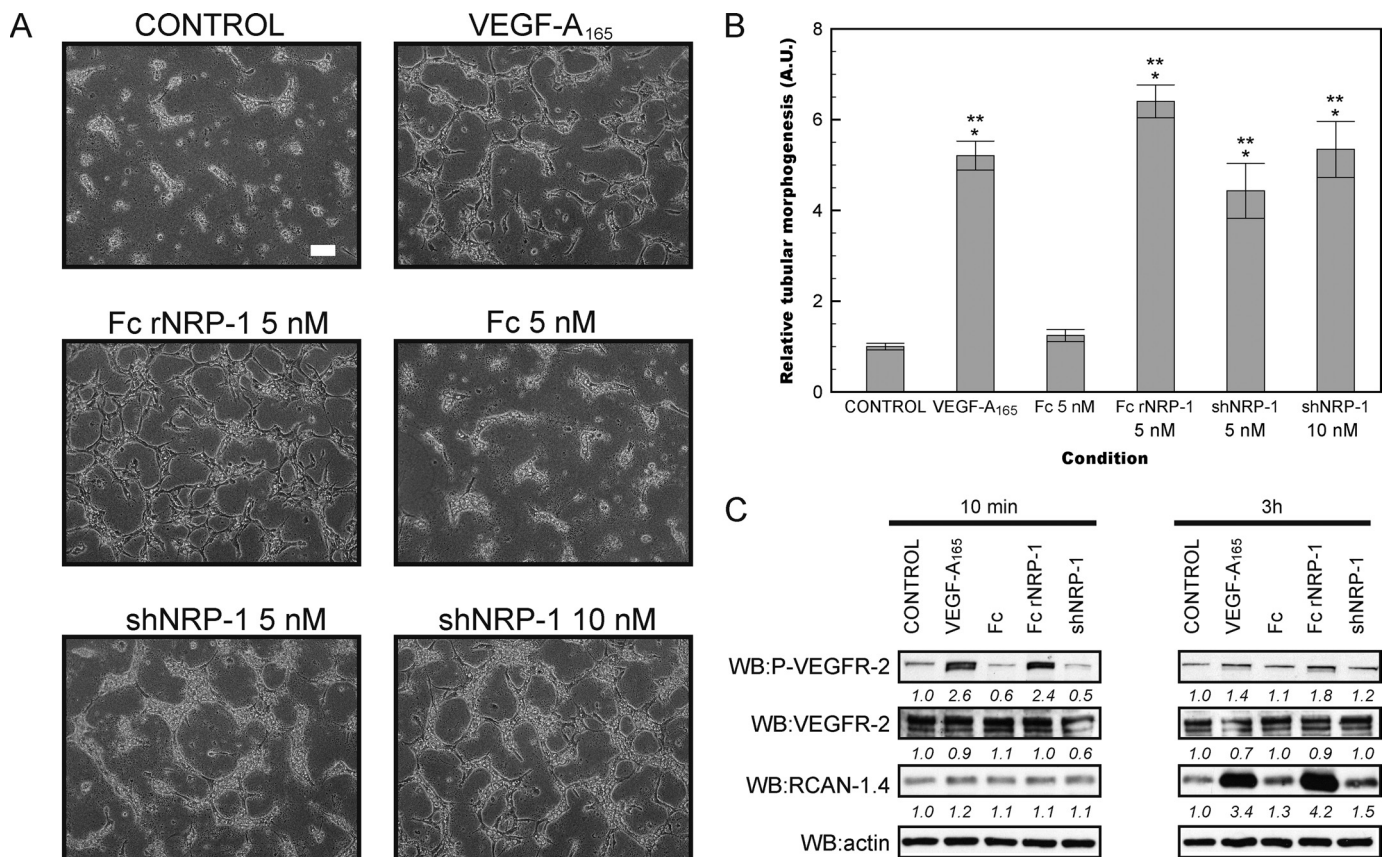 A
CONTROL
VEGF-A165
Fc rNRP-1 5 nM
Fc 5 nM
shNRP-1 5 nM
shNRP-1 10 nM
B
Relative tubular morphogenesis (A.U.)
8
6
4
2
0
** ** ** **
* * * *
CONTROL VEGF-A165 Fc 5 nM Fc rNRP-1 shNRP-1 shNRP-1
5 nM 5 nM 10 nM
Condition
C
10 min
3h
CONTROL VEGF-A165 Fc Fc rNRP-1 shNRP-1
CONTROL VEGF-A165 Fc Fc rNRP-1 shNRP-1
WB:P-VEGFR-2
1.0 2.6 0.6 2.4 0.5 1.0 1.4 1.1 1.8 1.2
WB:VEGFR-2
1.0 0.9 1.1 1.0 0.6 1.0 0.7 1.0 0.9 1.0
WB:RCAN-1.4
1.0 1.2 1.1 1.1 1.1 1.0 3.4 1.3 4.2 1.5
WB:actin